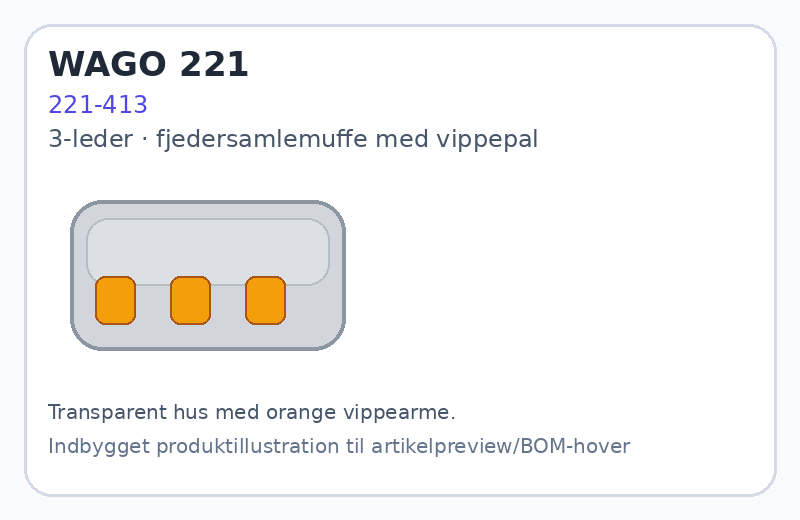 WAGO 221
221-413
3-leder · fjedersamlemuffe med vippepal
Transparent hus med orange vippearme.
Indbygget produktillustration til artikelpreview/BOM-hover